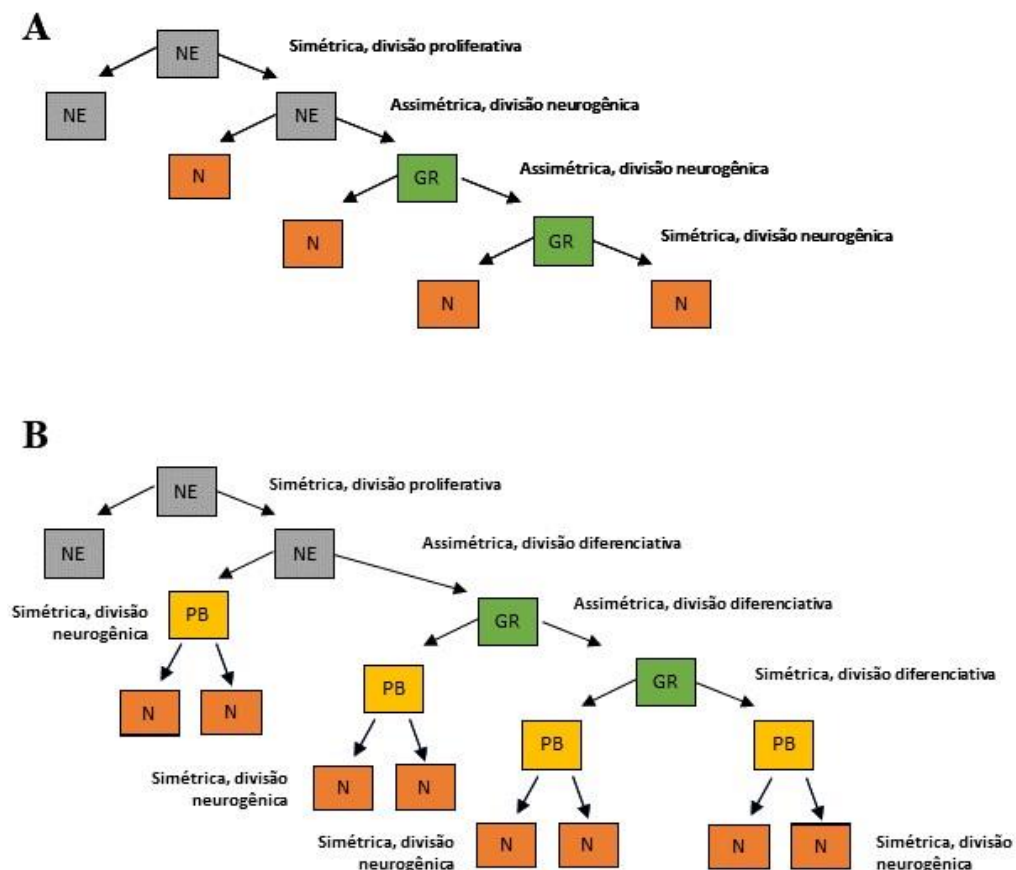 A
NE
Simétrica, divisão proliferativa
NE
NE
Assimétrica, divisão neurogênica
N
GR
Assimétrica, divisão neurogênica
N
GR
Simétrica, divisão neurogênica
N
N
B
NE
Simétrica, divisão proliferativa
NE
NE
Assimétrica, divisão diferenciativa
Simétrica, divisão
neurogênica
PB
GR
Assimétrica, divisão diferenciativa
N
N
PB
GR
Simétrica, divisão diferenciativa
PB
PB
Simétrica, divisão
neurogênica
N
N
Simétrica, divisão
neurogênica
N
N
N
N
Simétrica, divisão
neurogênica